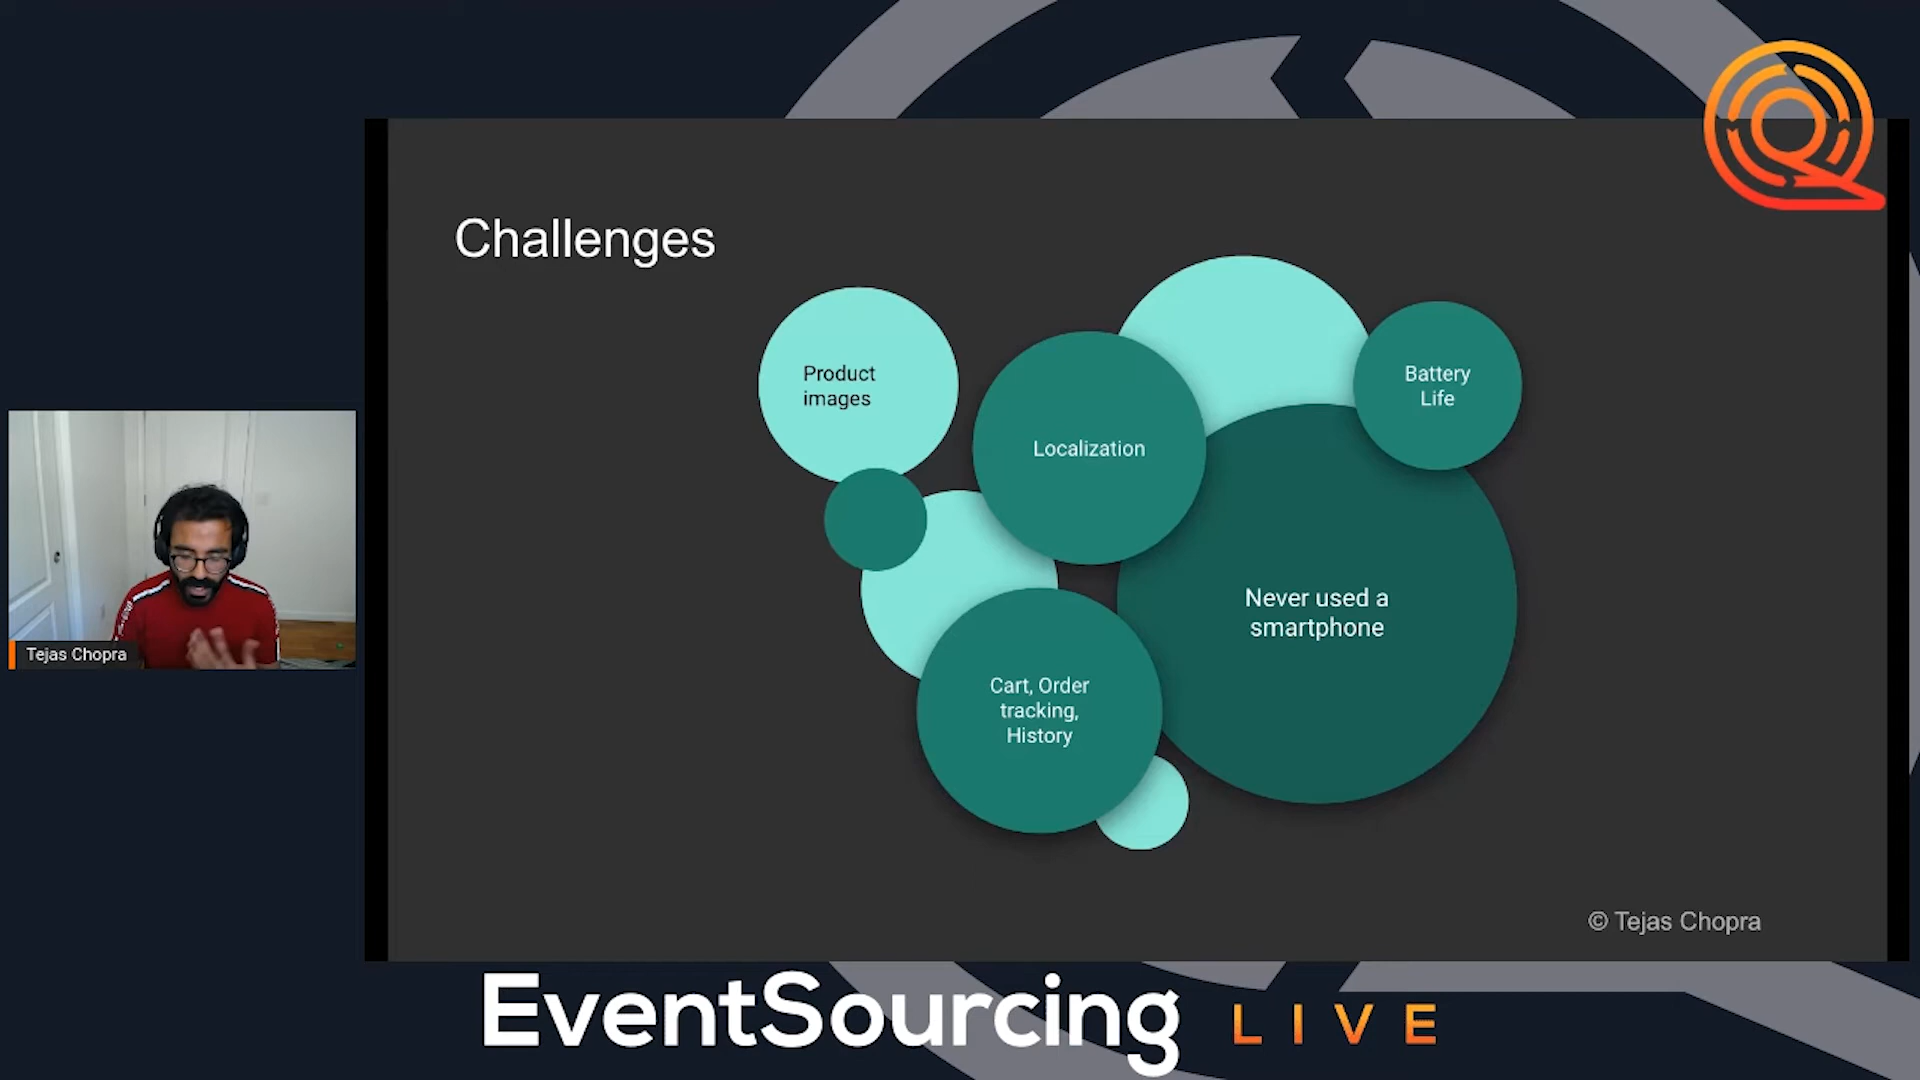 Challenges
Product
images
Localization
Battery
Life
Never used a
smartphone
Cart, Order
tracking,
History
Tejas Chopra
© Tejas Chopra
EventSourcing LIVE